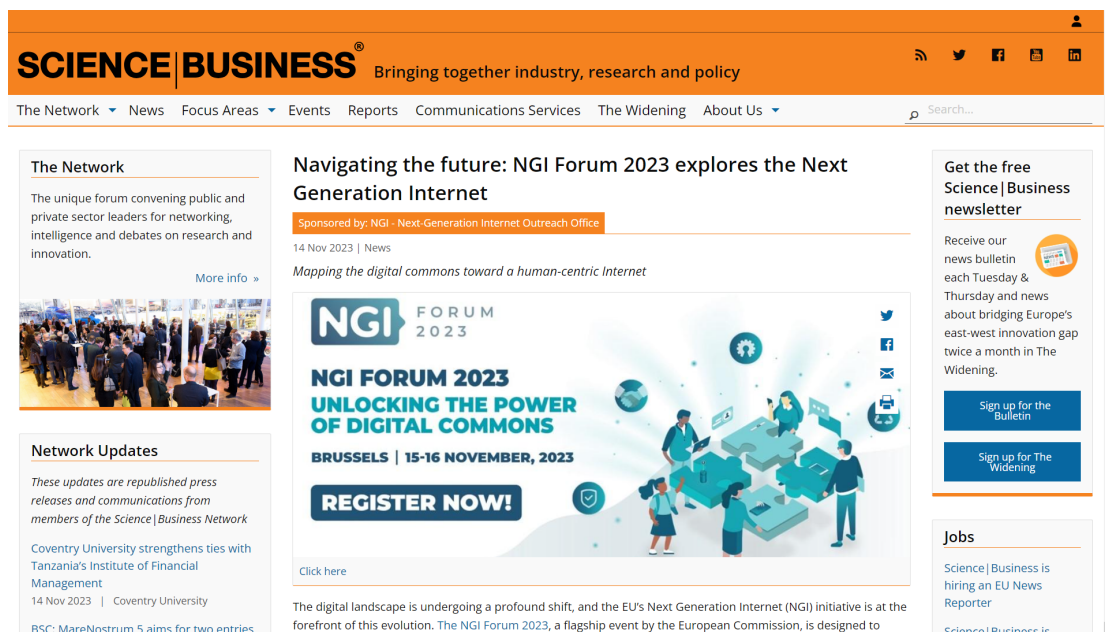 SCIENCE|BUSINESS®
Bringing together industry, research and policy
The Network News Focus Areas Events Reports Communications Services The Widening About Us
Search...
The Network
The unique forum convening public and
private sector leaders for networking,
intelligence and debates on research and
innovation.
More info »
Network Updates
These updates are republished press
releases and communications from
members of the Science|Business Network
Coventry University strengthens ties with
Tanzania's Institute of Financial
Management
14 Nov 2023 | Coventry University
BSC: MareNostrum 5 aims for two entries
Navigating the future: NGI Forum 2023 explores the Next
Generation Internet
Sponsored by: NGI - Next-Generation Internet Outreach Office
14 Nov 2023 | News
Mapping the digital commons toward a human-centric Internet
NGI FORUM
2023
NGI FORUM 2023
UNLOCKING THE POWER
OF DIGITAL COMMONS
BRUSSELS | 15-16 NOVEMBER, 2023
REGISTER NOW!
Click here
The digital landscape is undergoing a profound shift, and the EU's Next Generation Internet (NGI) initiative is at the
forefront of this evolution. The NGI Forum 2023, a flagship event by the European Commission, is designed to
Get the free
Science|Business
newsletter
Receive our
news bulletin
each Tuesday &
Thursday and news
about bridging Europe's
east-west innovation gap
twice a month in The
Widening.
Sign up for the
Bulletin
Sign up for The
Widening
Jobs
Science|Business is
hiring an EU News
Reporter
Science|Business is